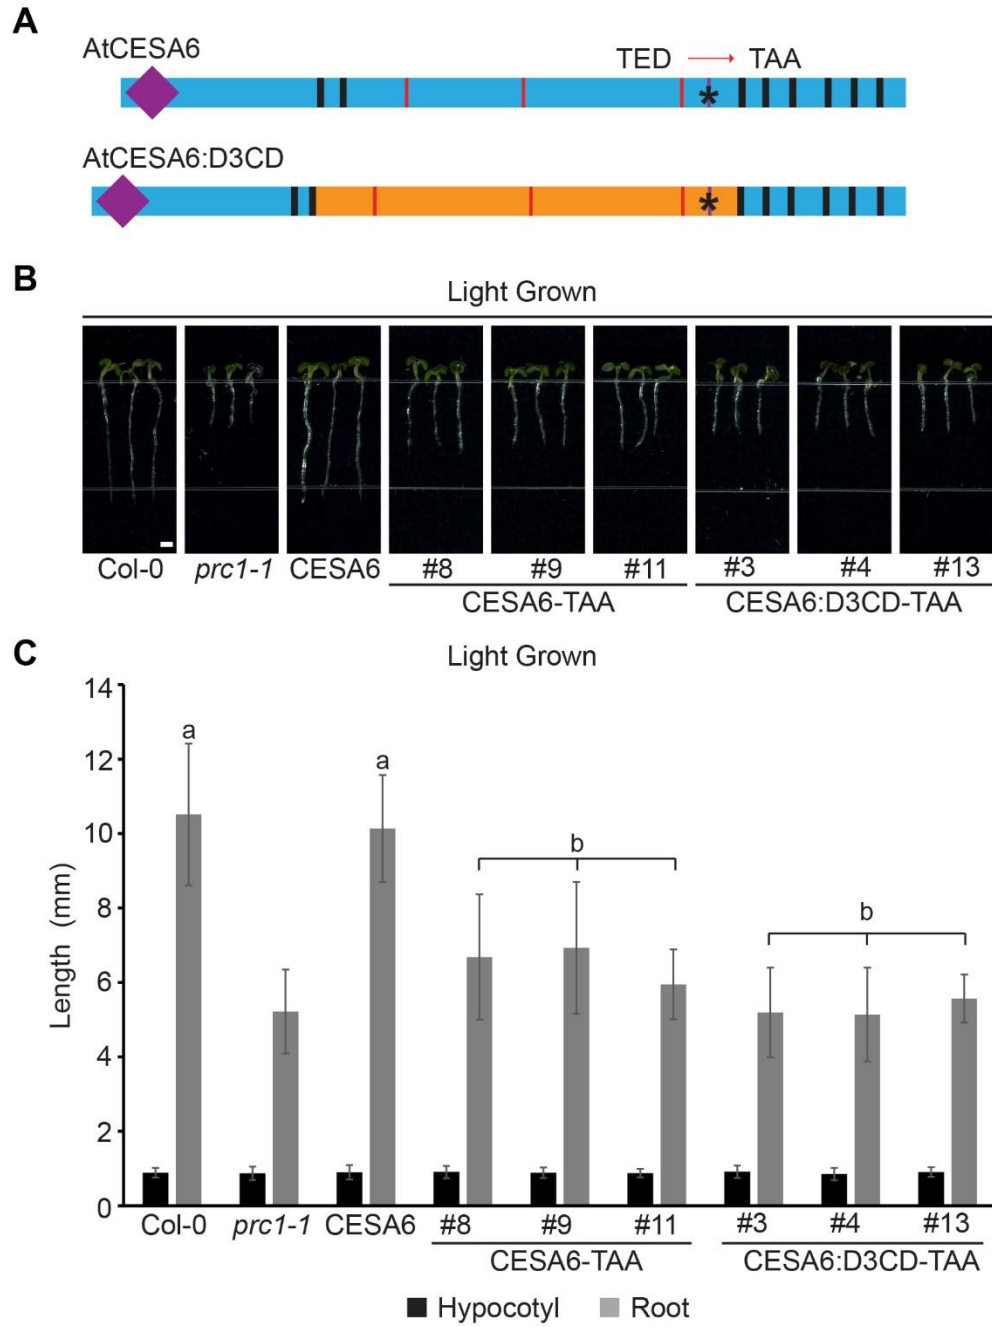 A
AtCESA6
TED → TAA
*
AtCESA6:D3CD
*
B
Light Grown
Col-0 prc1-1 CESA6 #8 #9 #11 #3 #4 #13
CESA6-TAA CESA6:D3CD-TAA
C
Light Grown
Length (mm)
14
12
10
8
6
4
2
0
a
a
b
b
Col-0 prc1-1 CESA6 #8 #9 #11 #3 #4 #13
CESA6-TAA CESA6:D3CD-TAA
Hypocotyl Root